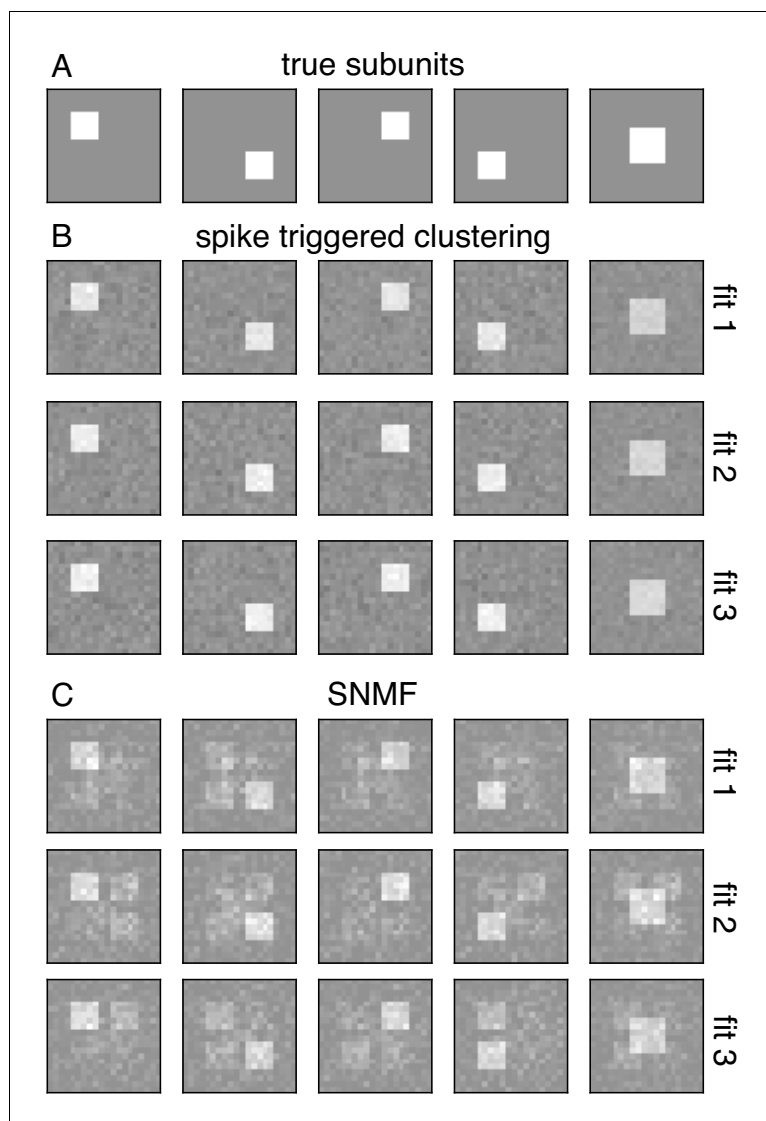 A true subunits
B spike triggered clustering
fit 1
fit 2
fit 3
C SNMF
fit 1
fit 2
fit 3